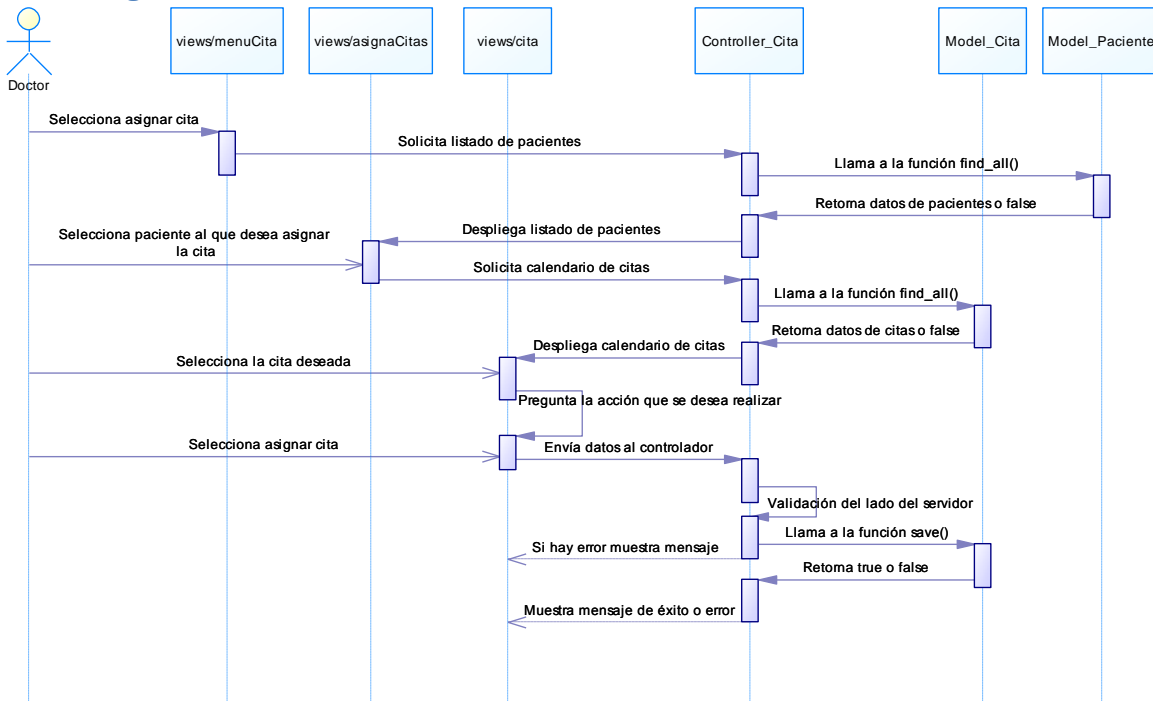 views/menuCita
views/asignaCitas
views/cita
Controller_Cita
Model_Cita
Model_Paciente
Doctor
Selecciona asignar cita
Solicita listado de pacientes
Llama a la función find_all()
Retorna datos de pacientes o false
Despliega listado de pacientes
Selecciona paciente al que desea asignar
la cita
Solicita calendario de citas
Llama a la función find_all()
Retorna datos de citas o false
Despliega calendario de citas
Selecciona la cita deseada
Pregunta la acción que se desea realizar
Selecciona asignar cita
Envía datos al controlador
Validación del lado del servidor
Llama a la función save()
Si hay error muestra mensaje
Retorna true o false
Muestra mensaje de éxito o error